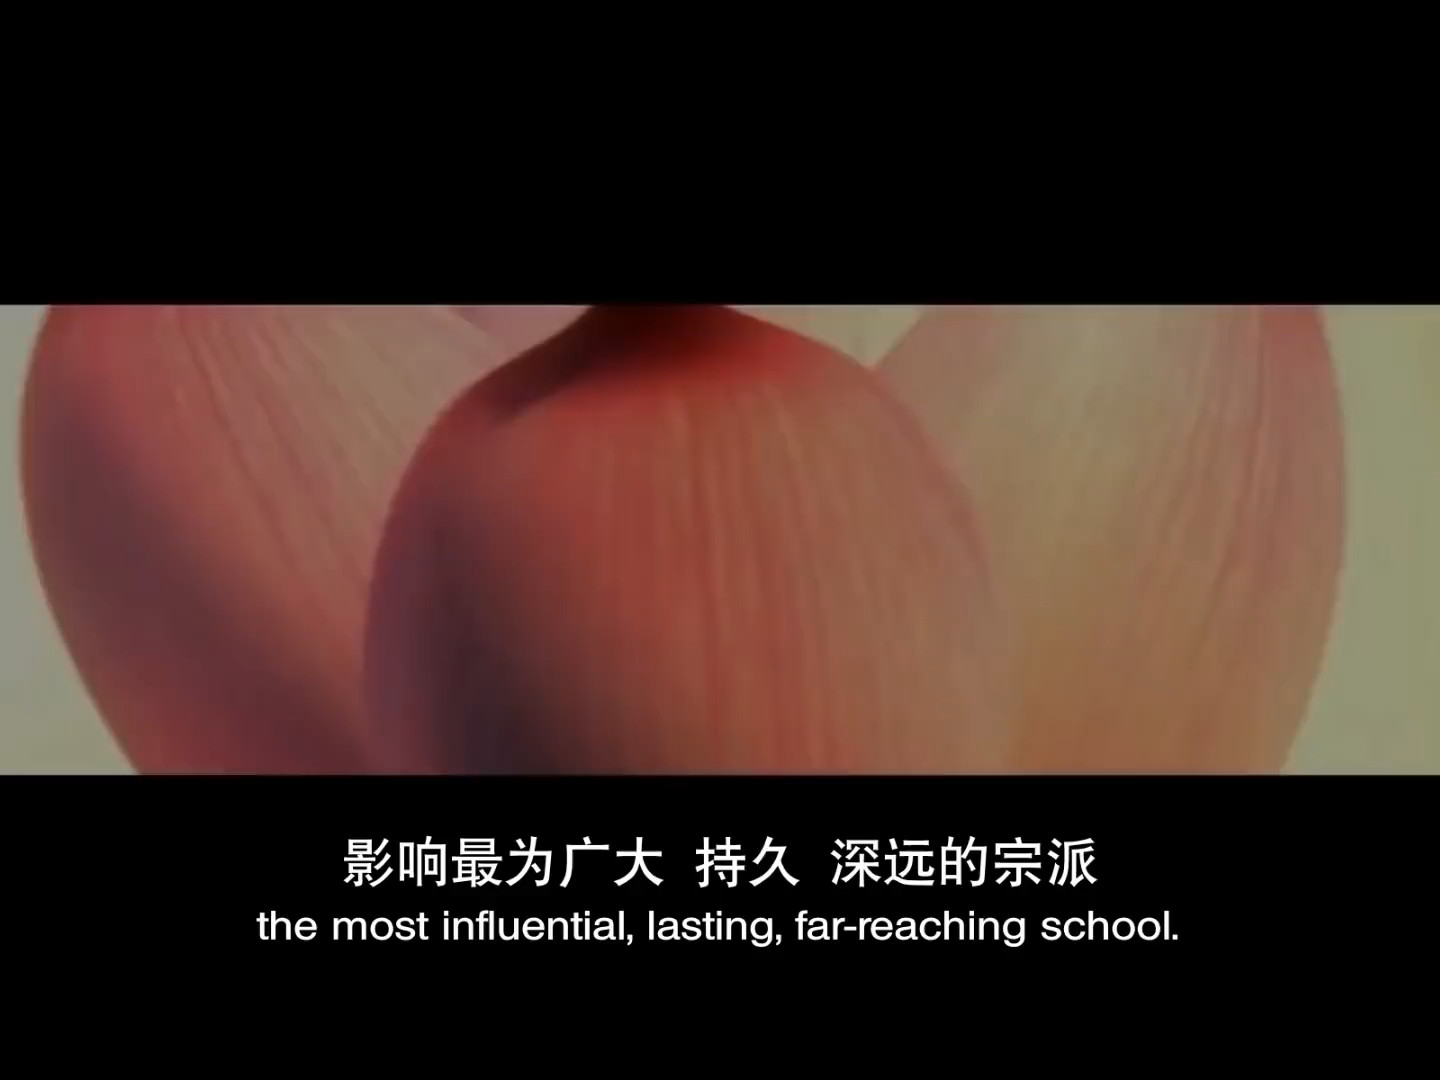 影响最为广大 持久 深远的宗派
the most influential, lasting, far-reaching school.